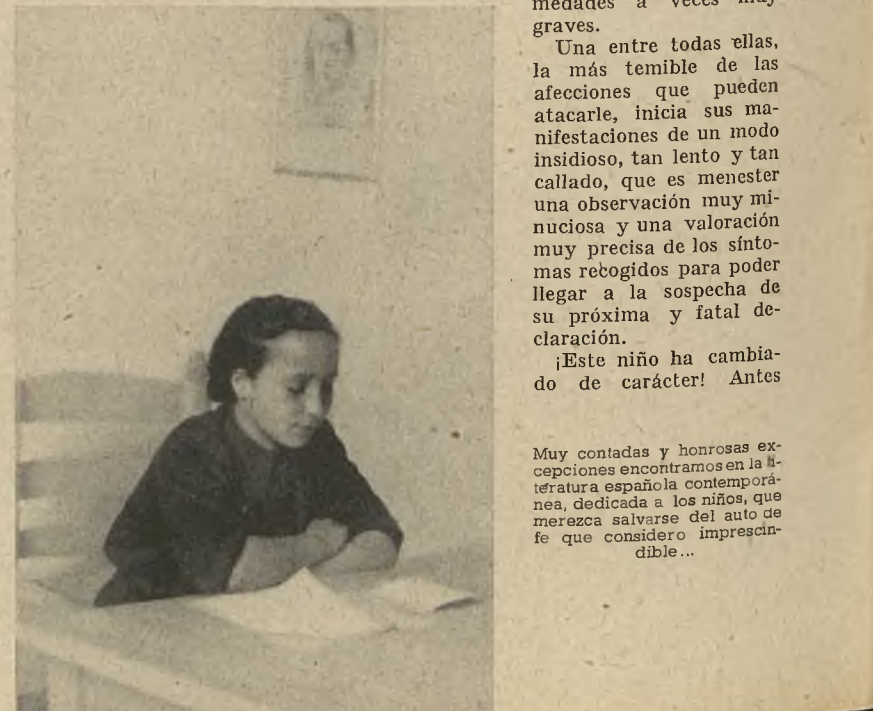 medades a veces muy
graves.
Una entre todas ellas,
la más temible de las
afecciones que pueden
atacarle, inicia sus ma-
nifestaciones de un modo
insidioso, tan lento y tan
callado, que es menester
una observación muy mi-
nuciosa y una valoración
muy precisa de los sínto-
mas recogidos para poder
llegar a la sospecha de
su próxima y fatal de-
claración.
¡Este niño ha cambia-
do de carácter! Antes
Muy contadas y honrosas ex-
cepciones encontramos en la li-
teratura española contemporá-
nea, dedicada a los niños, que
merezca salvarse del auto de
fe que considero imprescin-
dible...